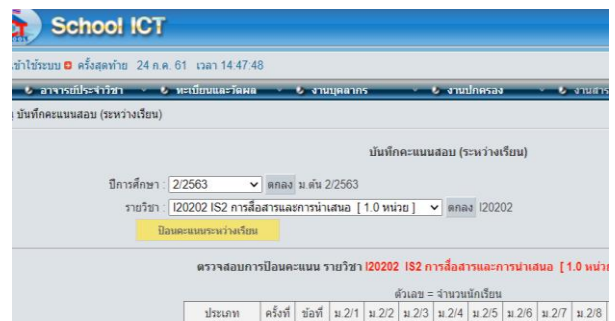 School ICT
เข้าใช้ระบบ ครั้งสุดท้าย 24 ก.ค. 61 เวลา 14:47:48
อาจารย์ประจำวิชา ทะเบียนและวัดผล งานบุคลากร งานปกครอง งานสาร
บันทึกคะแนนสอบ (ระหว่างเรียน)
บันทึกคะแนนสอบ (ระหว่างเรียน)
ปีการศึกษา : 2/2563 ตกลง ม.ต้น 2/2563
รายวิชา : I20202 IS2 การสื่อสารและการนำเสนอ [ 1.0 หน่วย ] ตกลง I20202
ป้อนคะแนนระหว่างเรียน
ตรวจสอบการป้อนคะแนน รายวิชา I20202 IS2 การสื่อสารและการนำเสนอ [ 1.0 หน่วย
ตัวเลข = จำนวนนักเรียน
ประเภท ครั้งที่ ข้อที่ ม.2/1 ม.2/2 ม.2/3 ม.2/4 ม.2/5 ม.2/6 ม.2/7 ม.2/8